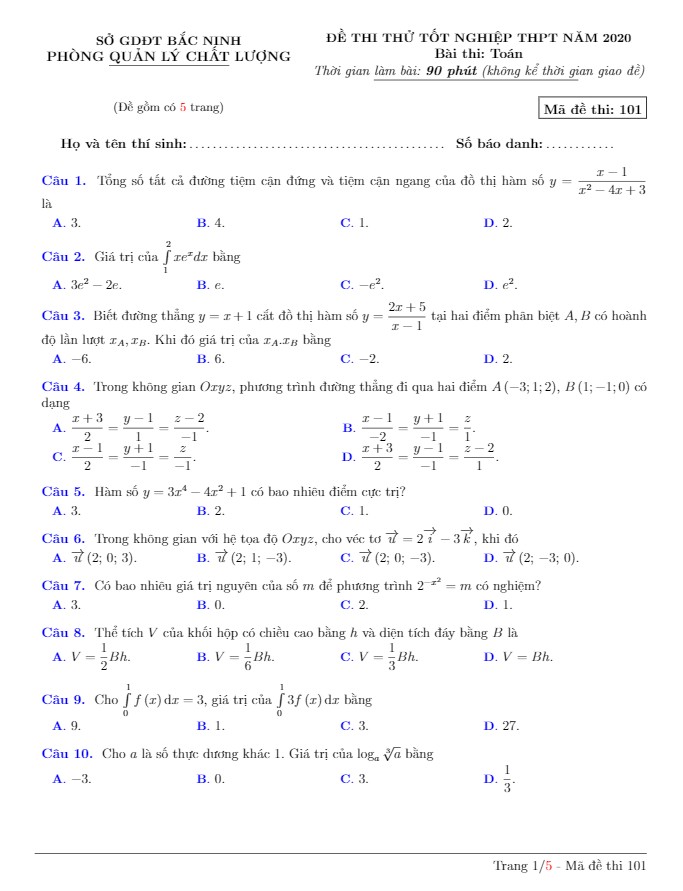 SỞ GDĐT BẮC NINH
PHÒNG QUẢN LÝ CHẤT LƯỢNG
ĐỀ THI THỬ TỐT NGHIỆP THPT NĂM 2020
Bài thi: Toán
Thời gian làm bài: 90 phút (không kể thời gian giao đề)
(Đề gồm có 5 trang)
Mã đề thi: 101
Họ và tên thí sinh:............................................ Số báo danh:............
Câu 1. Tổng số tất cả đường tiệm cận đứng và tiệm cận ngang của đồ thị hàm số $y = \frac{x-1}{x^2-4x+3}$
là
A. 3. B. 4. C. 1. D. 2.
Câu 2. Giá trị của $\int_1^2 xe^x dx$ bằng
A. $3e^2 - 2e$. B. $e$. C. $-e^2$. D. $e^2$.
Câu 3. Biết đường thẳng $y = x + 1$ cắt đồ thị hàm số $y = \frac{2x+5}{x-1}$ tại hai điểm phân biệt $A, B$ có hoành
độ lần lượt $x_A, x_B$. Khi đó giá trị của $x_A.x_B$ bằng
A. −6. B. 6. C. −2. D. 2.
Câu 4. Trong không gian $Oxyz$, phương trình đường thẳng đi qua hai điểm $A(-3; 1; 2)$, $B(1; -1; 0)$ có
dạng
A. $\frac{x+3}{2} = \frac{y-1}{1} = \frac{z-2}{-1}$. B. $\frac{x-1}{-2} = \frac{y+1}{-1} = \frac{z}{1}$.
C. $\frac{x-1}{2} = \frac{y+1}{-1} = \frac{z}{-1}$. D. $\frac{x+3}{2} = \frac{y-1}{-1} = \frac{z-2}{1}$.
Câu 5. Hàm số $y = 3x^4 - 4x^2 + 1$ có bao nhiêu điểm cực trị?
A. 3. B. 2. C. 1. D. 0.
Câu 6. Trong không gian với hệ tọa độ $Oxyz$, cho véc tơ $\overrightarrow{u} = 2\overrightarrow{i} - 3\overrightarrow{k}$, khi đó
A. $\overrightarrow{u}(2; 0; 3)$. B. $\overrightarrow{u}(2; 1; -3)$. C. $\overrightarrow{u}(2; 0; -3)$. D. $\overrightarrow{u}(2; -3; 0)$.
Câu 7. Có bao nhiêu giá trị nguyên của số $m$ để phương trình $2^{-x^2} = m$ có nghiệm?
A. 3. B. 0. C. 2. D. 1.
Câu 8. Thể tích $V$ của khối hộp có chiều cao bằng $h$ và diện tích đáy bằng $B$ là
A. $V = \frac{1}{2}Bh$. B. $V = \frac{1}{6}Bh$. C. $V = \frac{1}{3}Bh$. D. $V = Bh$.
Câu 9. Cho $\int_0^1 f(x)\,\mathrm{d}x = 3$, giá trị của $\int_0^1 3f(x)\,\mathrm{d}x$ bằng
A. 9. B. 1. C. 3. D. 27.
Câu 10. Cho $a$ là số thực dương khác 1. Giá trị của $\log_a \sqrt[3]{a}$ bằng
A. −3. B. 0. C. 3. D. $\frac{1}{3}$.
Trang 1/5 - Mã đề thi 101